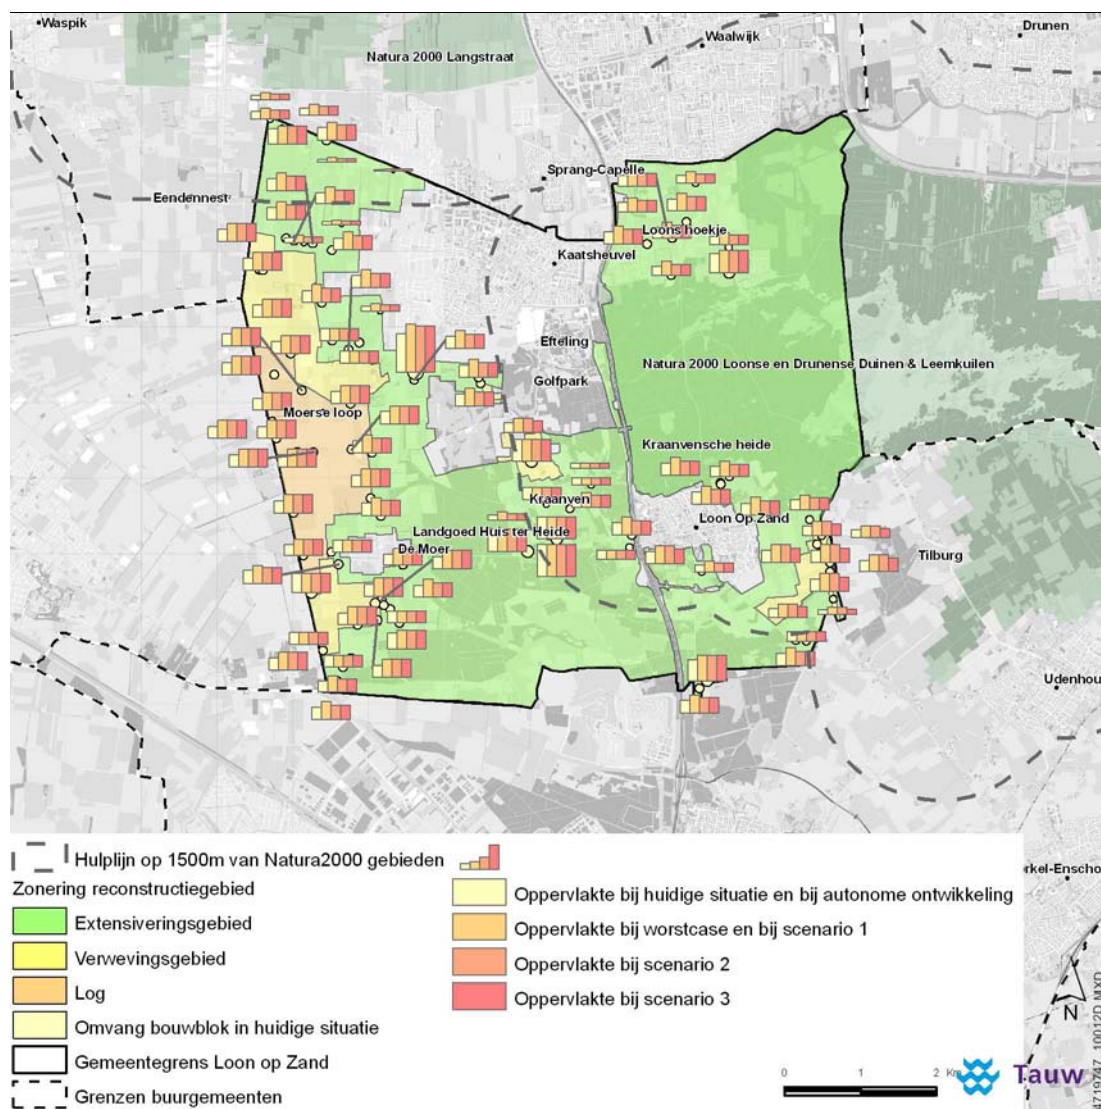 Waspik
Drunen
Waalwijk
Natura 2000 Langstraat
Sprang-Capelle
Eendennest
Loons hoekje
Kaatsheuvel
Efteling
Natura 2000 Loonse en Drunense Duinen & Leemkuilen
Golfpark
Moerse loop
Kraanvensche heide
Kraanven
Loon Op Zand
Landgoed Huis ter Heide
De Moer
Tilburg
Udenhou
rkel-Enscho
Hulplijn op 1500m van Natura2000 gebieden
Zonering reconstructiegebied
Extensiveringsgebied
Verwevingsgebied
Log
Omvang bouwblok in huidige situatie
Gemeentegrens Loon op Zand
Grenzen buurgemeenten
Oppervlakte bij huidige situatie en bij autonome ontwikkeling
Oppervlakte bij worstcase en bij scenario 1
Oppervlakte bij scenario 2
Oppervlakte bij scenario 3
N
0 1 2 Km
Tauw
4719747_10012D.MXD